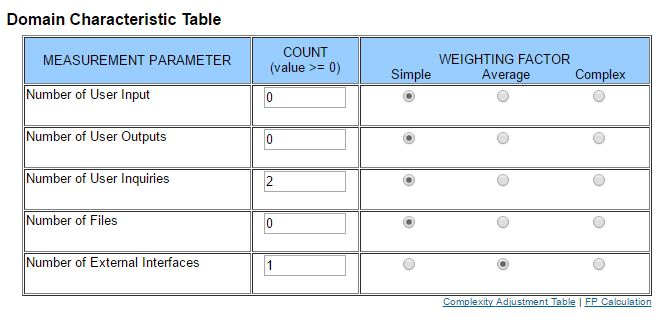 Domain Characteristic Table
MEASUREMENT PARAMETER
COUNT
(value >= 0)
WEIGHTING FACTOR
Simple Average Complex
Number of User Input 0
Number of User Outputs 0
Number of User Inquiries 2
Number of Files 0
Number of External Interfaces 1
Complexity Adjustment Table | FP Calculation